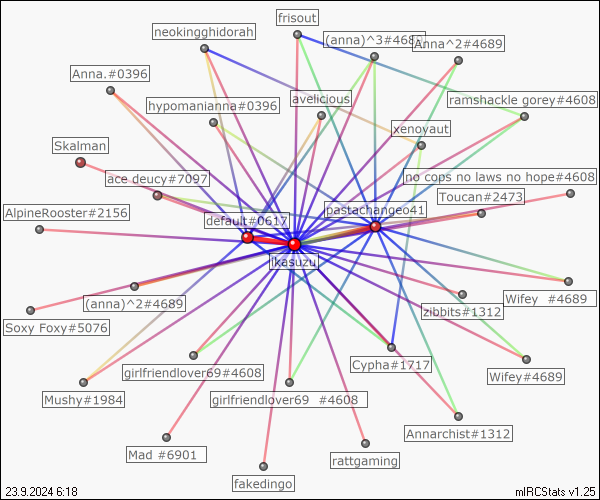 frisout
neokingghidorah
(anna)^3#468
Anna^2#4689
Anna.#0396
avelicious
ramshackle gorey#4608
hypomanianna#0396
xenoyaut
Skalman
no cops no laws no hope#4608
ace deucy#7097
Toucan#2473
AlpineRooster#2156
default#0617
pastachangeo41
ikasuzu
(anna)^2#4689
Wifey #4689
zibbits#1312
Soxy Foxy#5076
girlfriendlover69#4608
Cypha#1717
Wifey#4689
Mushy#1984
girlfriendlover69 #4608
Annarchist#1312
Mad #6901
rattgaming
fakedingo
23.9.2024 6:18
mIRCStats v1.25